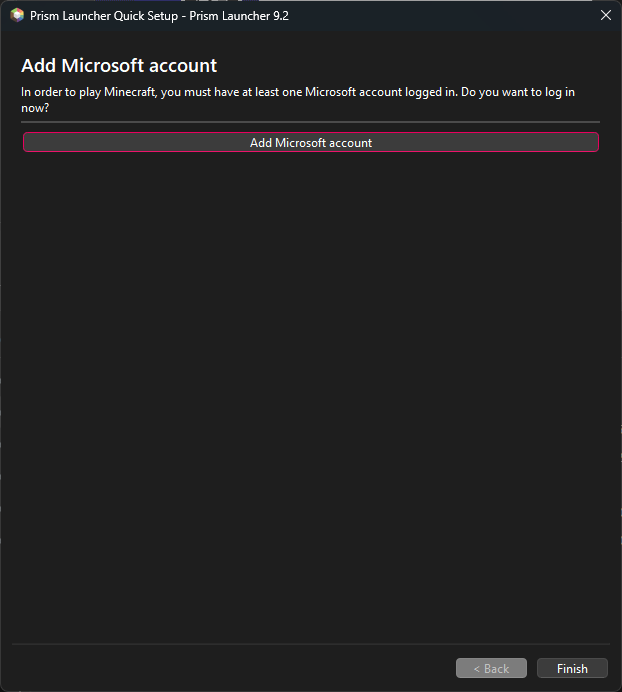 Prism Launcher Quick Setup - Prism Launcher 9.2
Add Microsoft account
In order to play Minecraft, you must have at least one Microsoft account logged in. Do you want to log in
now?
Add Microsoft account
< Back
Finish